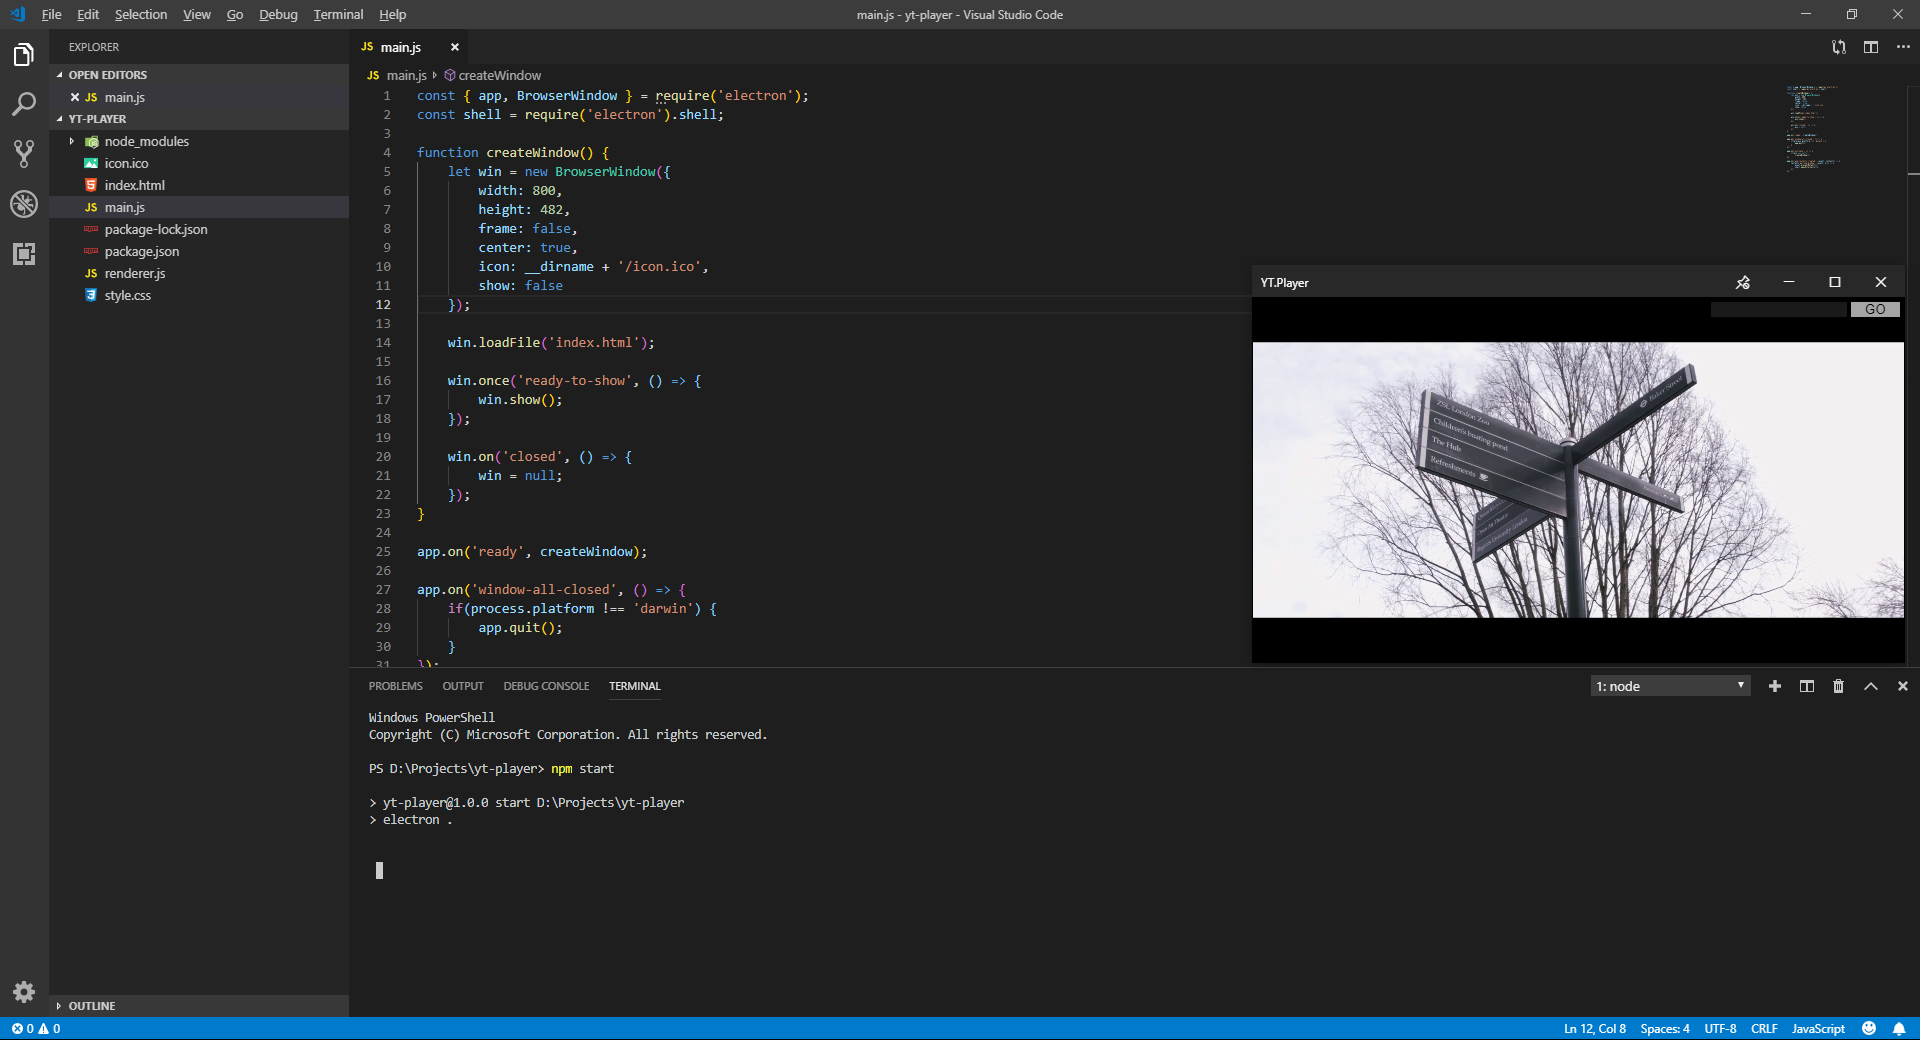 File Edit Selection View Go Debug Terminal Help
main.js - yt-player - Visual Studio Code
EXPLORER
OPEN EDITORS
JS main.js
YT-PLAYER
node_modules
icon.ico
index.html
JS main.js
package-lock.json
package.json
JS renderer.js
style.css
OUTLINE
JS main.js
JS main.js createWindow
1 const { app, BrowserWindow } = require('electron');
2 const shell = require('electron').shell;
3
4 function createWindow() {
5 let win = new BrowserWindow({
6 width: 800,
7 height: 482,
8 frame: false,
9 center: true,
10 icon: __dirname + '/icon.ico',
11 show: false
12 });
13
14 win.loadFile('index.html');
15
16 win.once('ready-to-show', () => {
17 win.show();
18 });
19
20 win.on('closed', () => {
21 win = null;
22 });
23 }
24
25 app.on('ready', createWindow);
26
27 app.on('window-all-closed', () => {
28 if(process.platform !== 'darwin') {
29 app.quit();
30 }
31 });
YT.Player
GO
ZSL London Zoo
Children's boating pond
The Hub
Refreshments
Baker Street
PROBLEMS OUTPUT DEBUG CONSOLE TERMINAL
1: node
Windows PowerShell
Copyright (C) Microsoft Corporation. All rights reserved.
PS D:\Projects\yt-player> npm start
> yt-player@1.0.0 start D:\Projects\yt-player
> electron .
0 0
Ln 12, Col 8 Spaces: 4 UTF-8 CRLF JavaScript